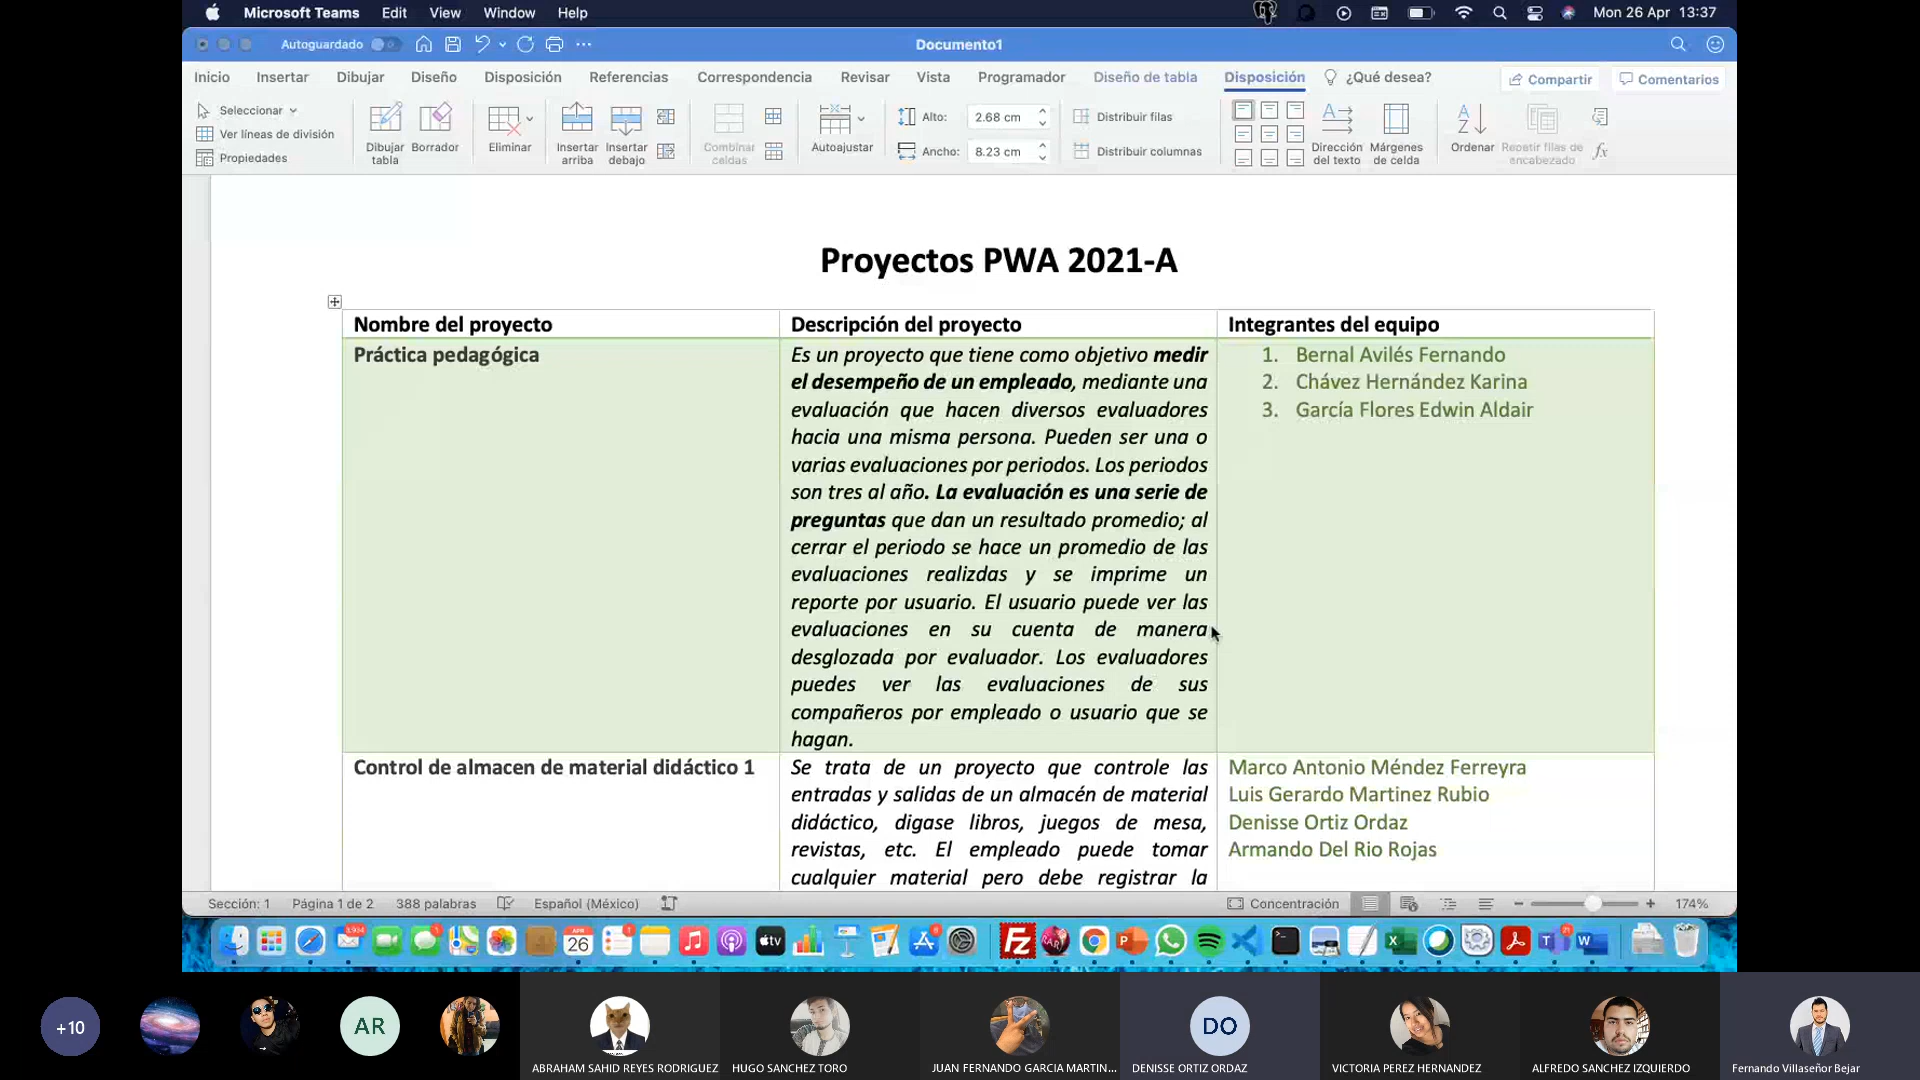 Microsoft Teams Edit View Window Help Mon 26 Apr 13:37
Autoguardado Documento1
Inicio Insertar Dibujar Diseño Disposición Referencias Correspondencia Revisar Vista Programador Diseño de tabla Disposición ¿Qué desea? Compartir Comentarios
Seleccionar
Ver líneas de división
Propiedades
Dibujar tabla
Borrador
Eliminar
Insertar arriba
Insertar debajo
Combinar celdas
Autoajustar
Alto: 2.68 cm
Ancho: 8.23 cm
Distribuir filas
Distribuir columnas
Dirección del texto
Márgenes de celda
Ordenar
Repetir filas de encabezado
fx
Proyectos PWA 2021-A
Nombre del proyecto
Descripción del proyecto
Integrantes del equipo
Práctica pedagógica
Es un proyecto que tiene como objetivo medir
el desempeño de un empleado, mediante una
evaluación que hacen diversos evaluadores
hacia una misma persona. Pueden ser una o
varias evaluaciones por periodos. Los periodos
son tres al año. La evaluación es una serie de
preguntas que dan un resultado promedio; al
cerrar el periodo se hace un promedio de las
evaluaciones realizdas y se imprime un
reporte por usuario. El usuario puede ver las
evaluaciones en su cuenta de manera
desglozada por evaluador. Los evaluadores
puedes ver las evaluaciones de sus
compañeros por empleado o usuario que se
hagan.
1. Bernal Avilés Fernando
2. Chávez Hernández Karina
3. García Flores Edwin Aldair
Control de almacen de material didáctico 1
Se trata de un proyecto que controle las
entradas y salidas de un almacén de material
didáctico, digase libros, juegos de mesa,
revistas, etc. El empleado puede tomar
cualquier material pero debe registrar la
Marco Antonio Méndez Ferreyra
Luis Gerardo Martinez Rubio
Denisse Ortiz Ordaz
Armando Del Rio Rojas
Sección: 1 Página 1 de 2 388 palabras Español (México) Concentración 174%
APR 26
tv
Fz
+10
AR
DO
ABRAHAM SAHID REYES RODRIGUEZ
HUGO SANCHEZ TORO
JUAN FERNANDO GARCIA MARTIN...
DENISSE ORTIZ ORDAZ
VICTORIA PEREZ HERNANDEZ
ALFREDO SANCHEZ IZQUIERDO
Fernando Villaseñor Bejar